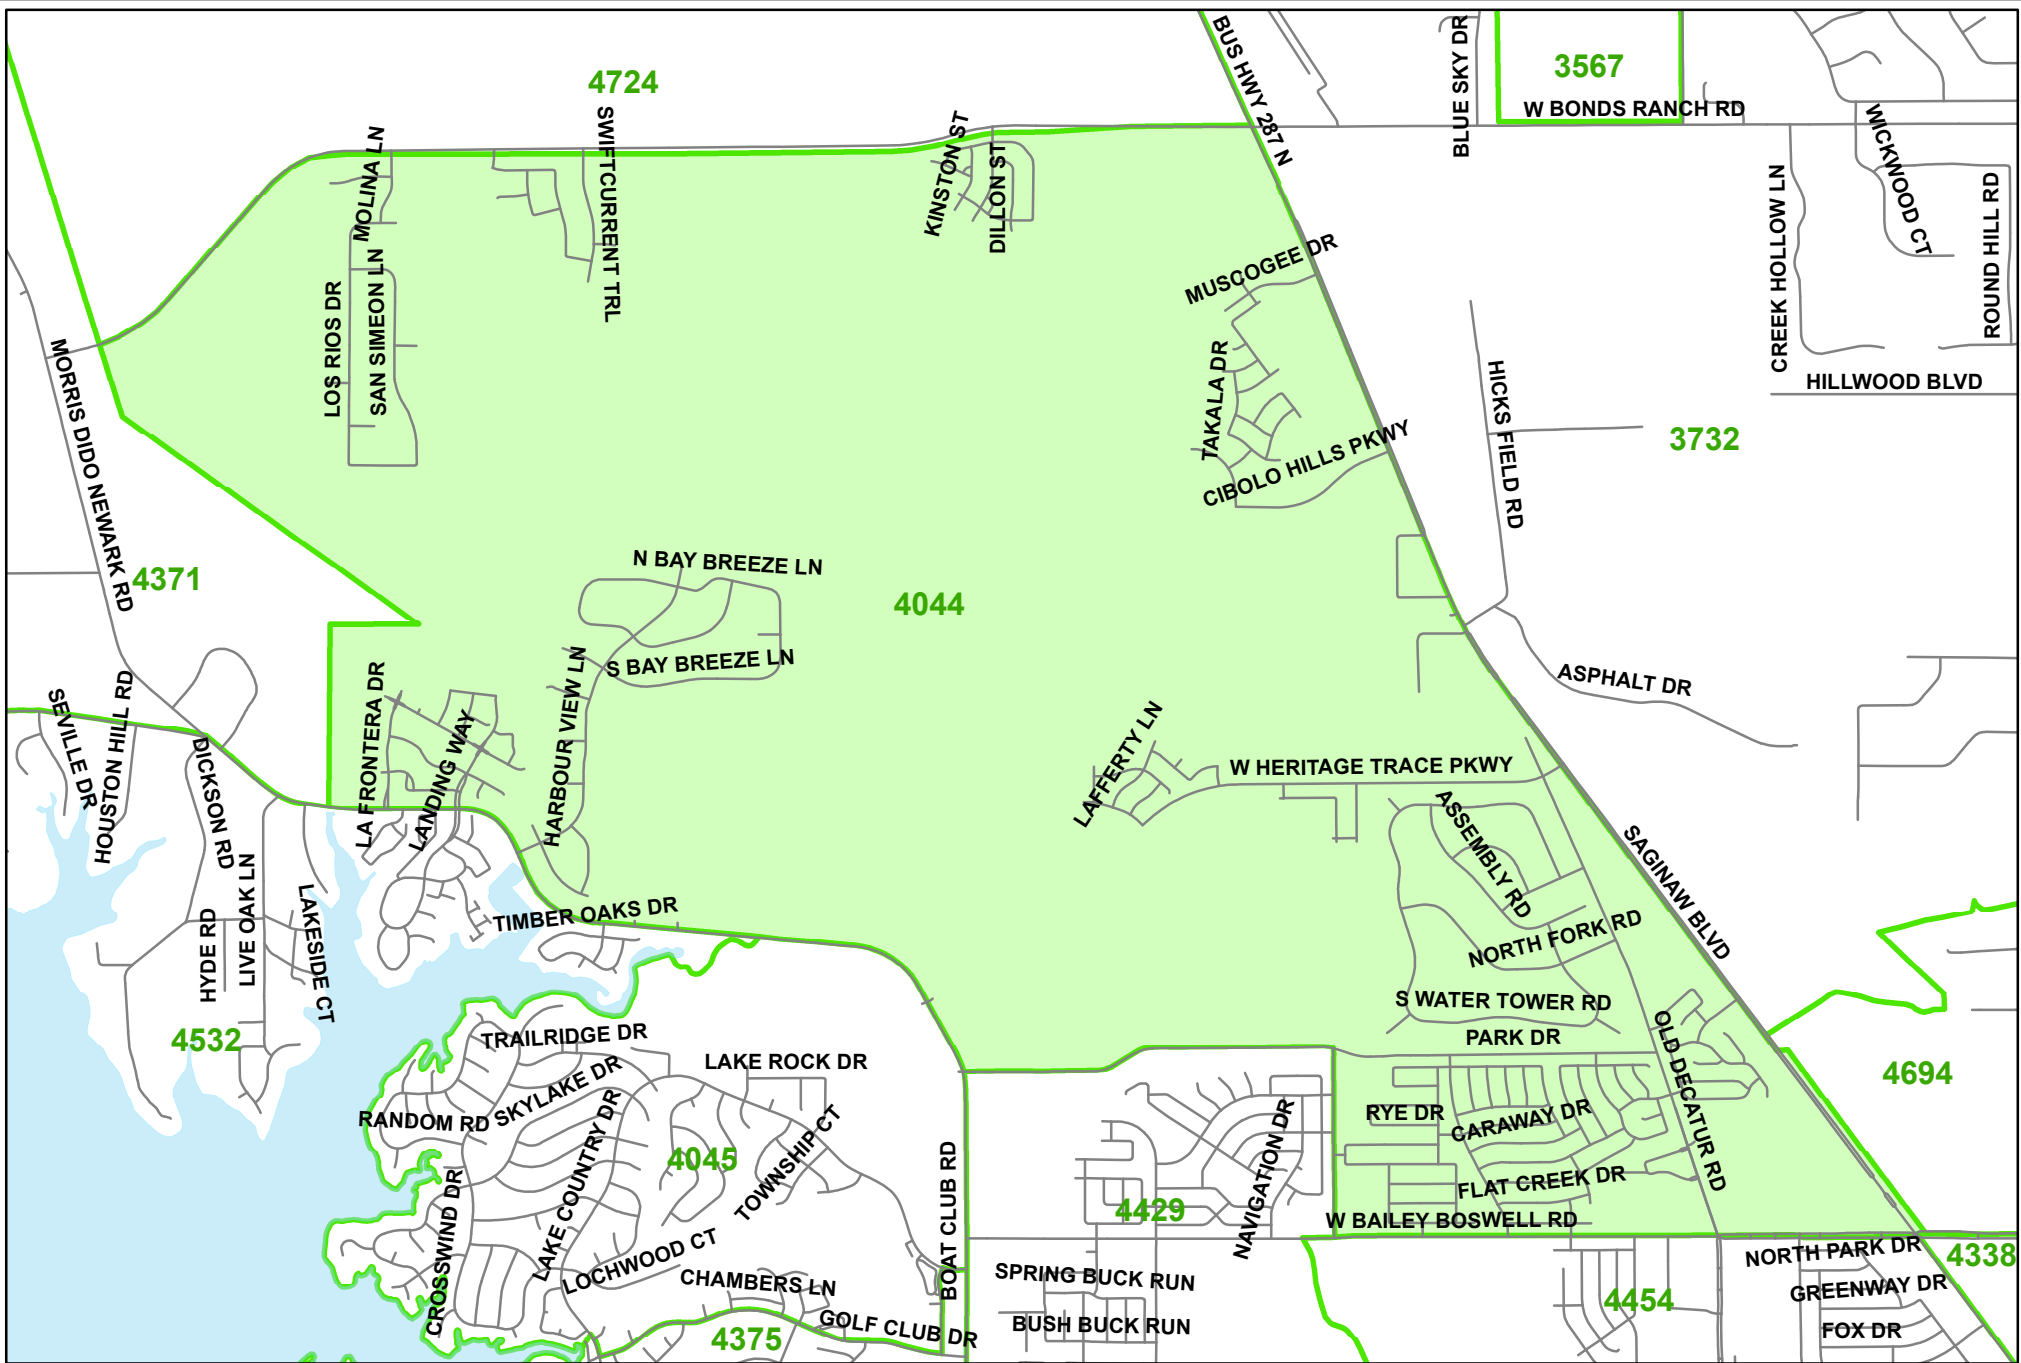 BUS HWY 287 N
BLUE SKY DR
3567
4724
W BONDS RANCH RD
SWIFTCURRENT TRL
KINSTON ST
DILLON ST
MOLINA LN
WICKWOOD CT
CREEK HOLLOW LN
ROUND HILL RD
MUSCOGEE DR
LOS RIOS DR
SAN SIMEON LN
MORRIS DIDO NEWARK RD
TAKALA DR
HICKS FIELD RD
HILLWOOD BLVD
3732
CIBOLO HILLS PKWY
4371
N BAY BREEZE LN
4044
S BAY BREEZE LN
HARBOUR VIEW LN
ASPHALT DR
SEVILLE DR
HOUSTON HILL RD
LA FRONTERA DR
LANDING WAY
DICKSON RD
LAFFERTY LN
W HERITAGE TRACE PKWY
ASSEMBLY RD
SAGINAW BLVD
HYDE RD
LIVE OAK LN
LAKESIDE CT
TIMBER OAKS DR
NORTH FORK RD
S WATER TOWER RD
PARK DR
OLD DECATUR RD
4532
TRAILRIDGE DR
LAKE ROCK DR
SKYLAKE DR
RANDOM RD
4694
RYE DR
CARAWAY DR
LAKE COUNTRY DR
4045
TOWNSHIP CT
BOAT CLUB RD
NAVIGATION DR
4429
FLAT CREEK DR
W BAILEY BOSWELL RD
CROSSWIND DR
LOCHWOOD CT
CHAMBERS LN
SPRING BUCK RUN
NORTH PARK DR
4338
GREENWAY DR
4454
4375
GOLF CLUB DR
BUSH BUCK RUN
FOX DR